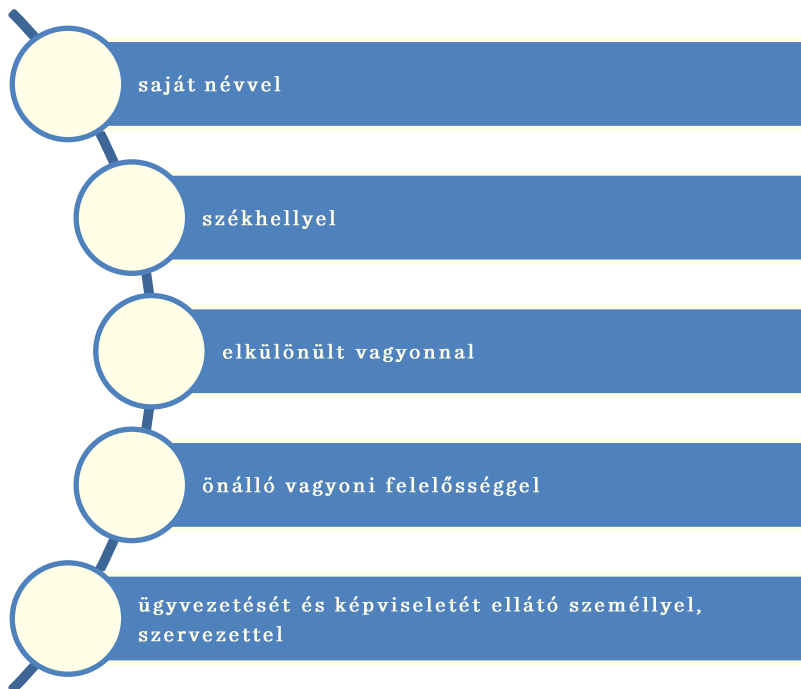 saját névvel
székhellyel
elkülönült vagyonnal
önálló vagyoni felelősséggel
ügyvezetését és képviseletét ellátó személlyel,
szervezettel